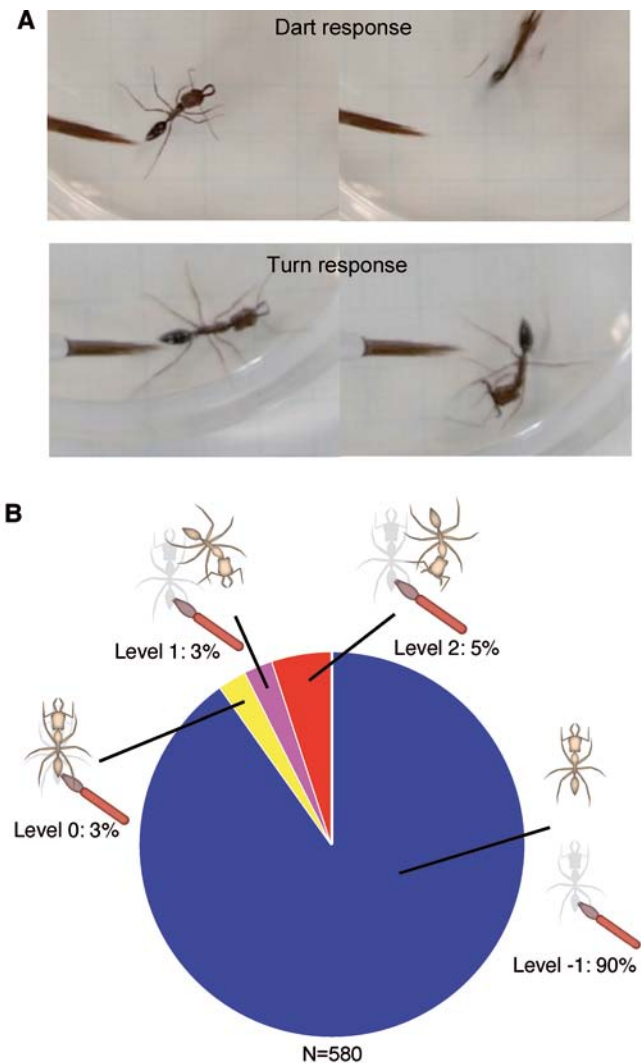 A
Dart response
Turn response
B
Level 1: 3%
Level 2: 5%
Level 0: 3%
Level -1: 90%
N=580